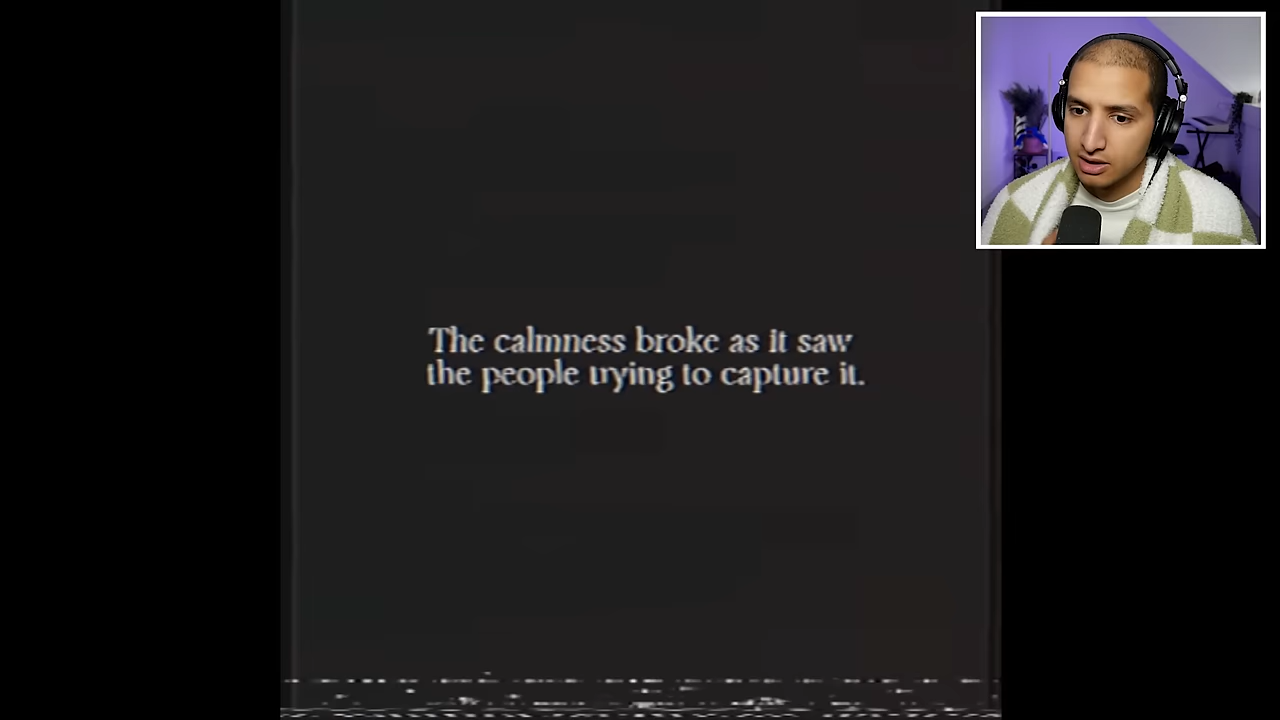 The calmness broke as it saw
the people trying to capture it.